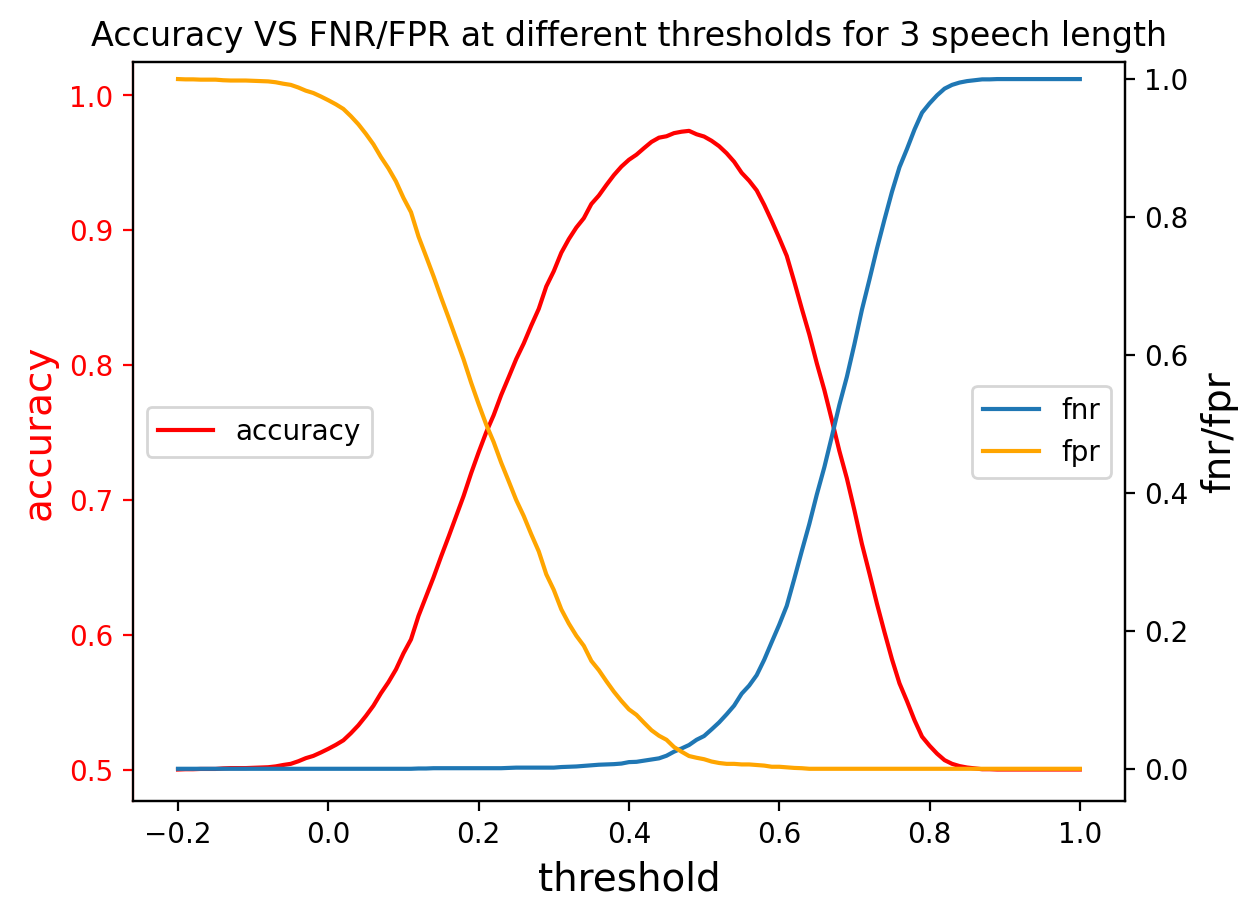 Accuracy VS FNR/FPR at different thresholds for 3 speech length
1.0
0.9
0.8
0.7
0.6
0.5
accuracy
accuracy
fnr
fpr
1.0
0.8
0.6
0.4
0.2
0.0
fnr/fpr
−0.2 0.0 0.2 0.4 0.6 0.8 1.0
threshold